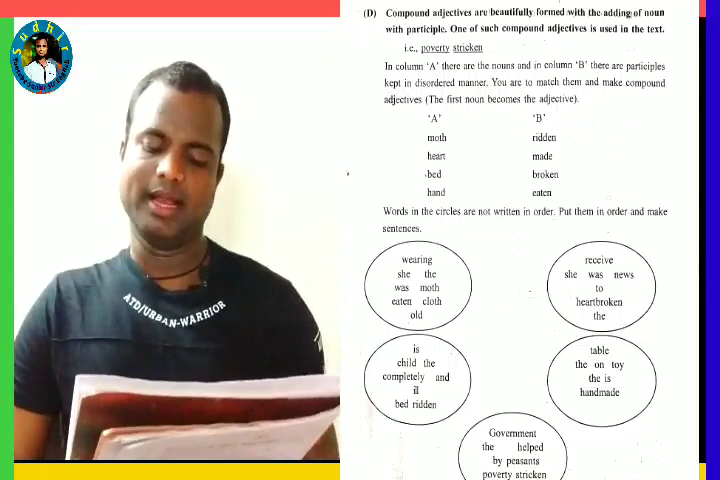 Sudhir
ATD/URBAN-WARRIOR
(D) Compound adjectives are beautifully formed with the adding of noun
with participle. One of such compound adjectives is used in the text.
i.e., poverty stricken
In column 'A' there are the nouns and in column 'B' there are participles
kept in disordered manner. You are to match them and make compound
adjectives (The first noun becomes the adjective).
'A' 'B'
moth ridden
heart made
bed broken
hand eaten
Words in the circles are not written in order. Put them in order and make
sentences.
wearing
she the
was moth
eaten cloth
old
receive
she was news
to
heartbroken
the
is
child the
completely and
ill
bed ridden
table
the on toy
the is
handmade
Government
the helped
by peasants
poverty stricken